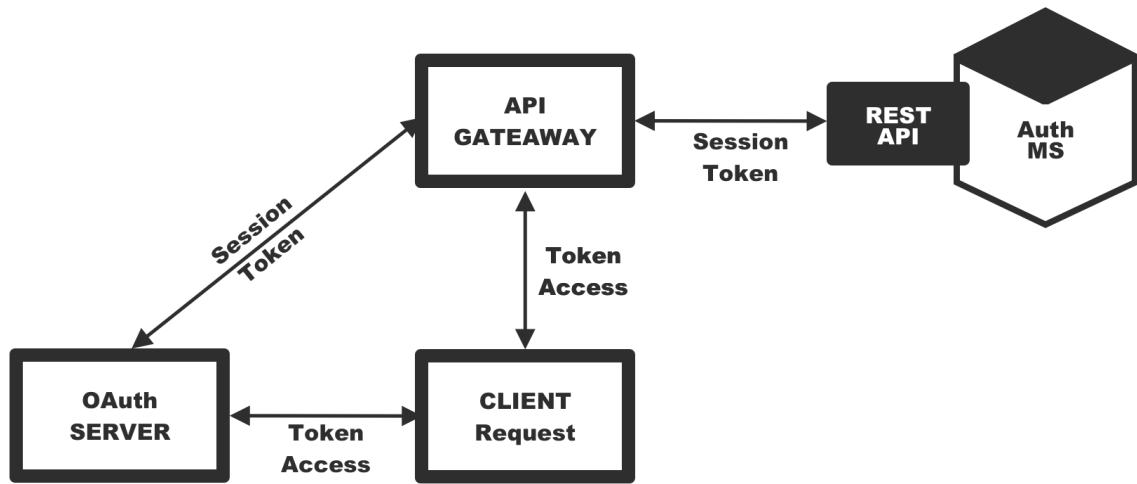 API
GATEAWAY
REST
API
Auth
MS
Session
Token
Session
Token
Token
Access
OAuth
SERVER
Token
Access
CLIENT
Request